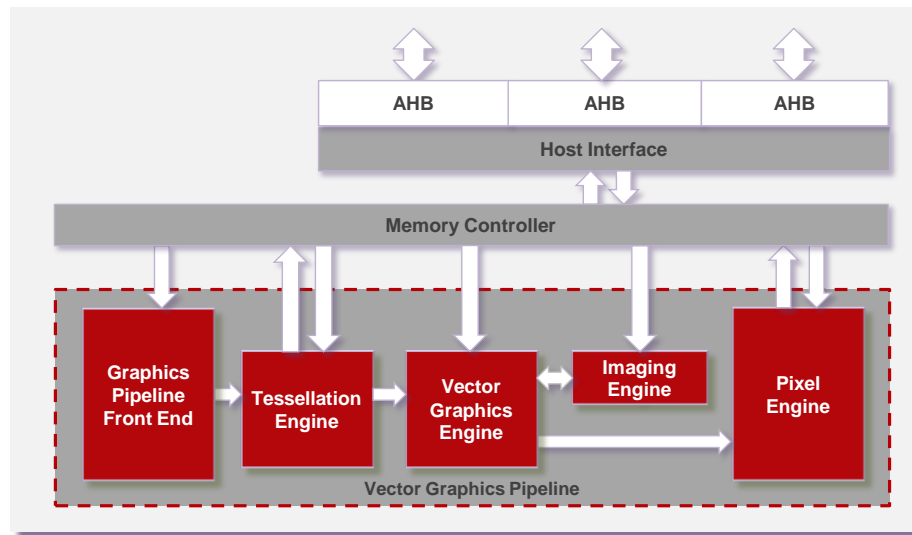 AHB
AHB
AHB
Host Interface
Memory Controller
Graphics
Pipeline
Front End
Tessellation
Engine
Vector
Graphics
Engine
Imaging
Engine
Pixel
Engine
Vector Graphics Pipeline